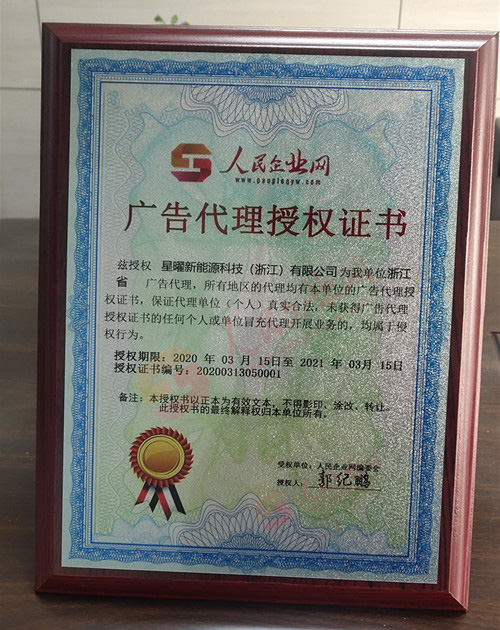 人民企业网
www.peopleqyw.com
广告代理授权证书
兹授权 星曜新能源科技（浙江）有限公司 为我单位浙江
省 广告代理，所有地区的代理均有本单位的广告代理授
权证书，保证代理单位（个人）真实合法，未获得广告代理
授权证书的任何个人或单位冒充代理开展业务的，均属于侵
权行为。
授权期限：2020 年 03 月 15日至 2021 年 03月 15日
授权证书编号：20200313050001
备注：本授权书以正本为有效文本，不得影印、涂改、转让。
此授权书的最终解释权归本单位所有。
授权单位：人民企业网编委会
授权人：郭纪鹏